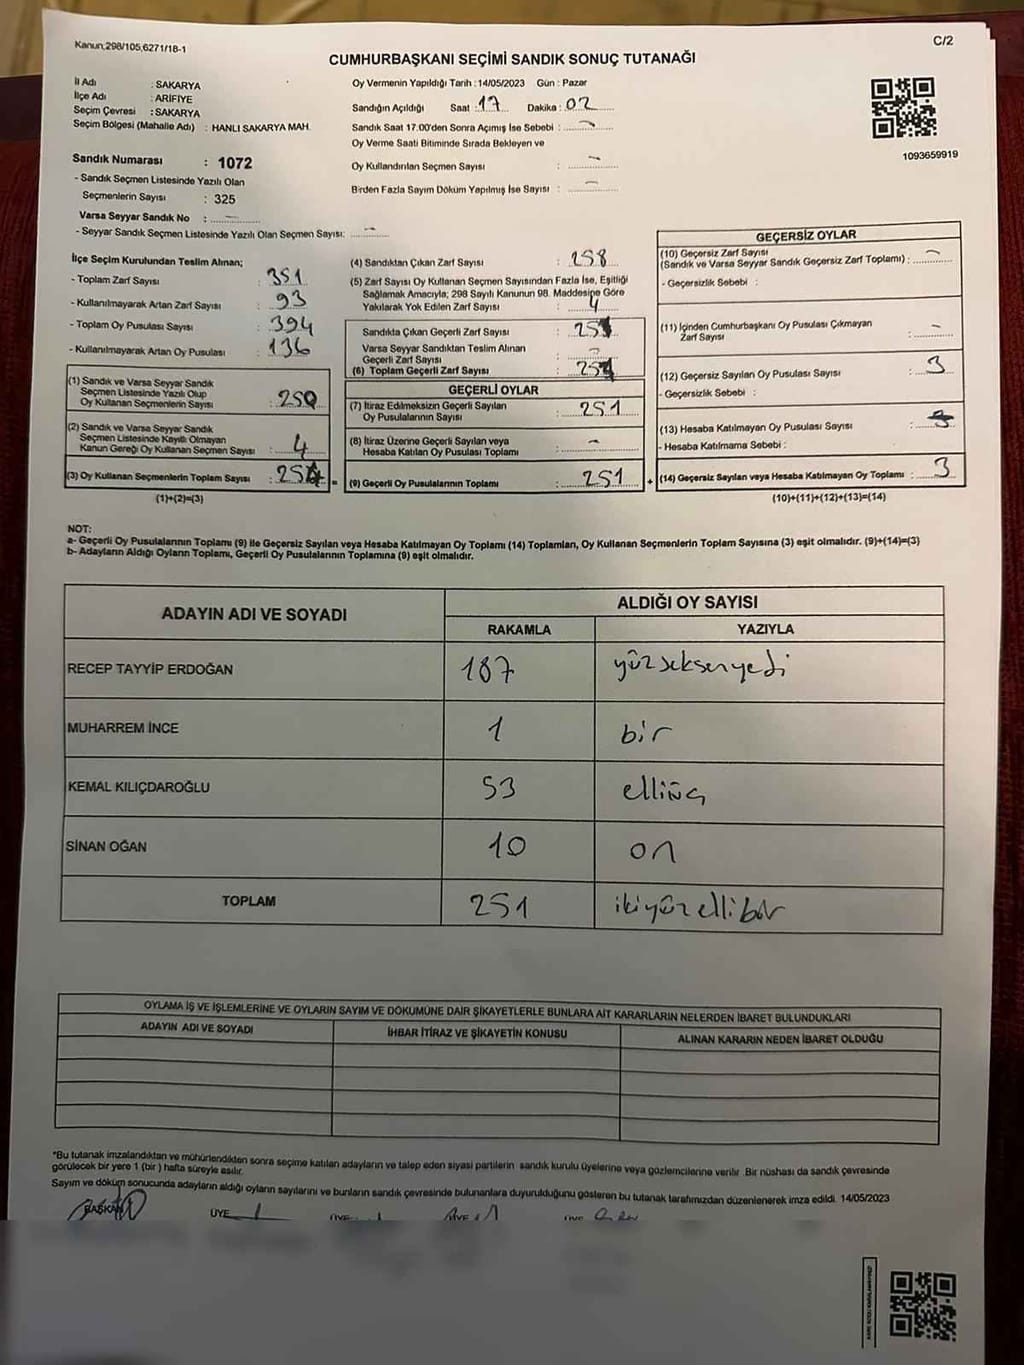 Kanun;298/105,6271/18-1
C/2
CUMHURBAŞKANI SEÇİMİ SANDIK SONUÇ TUTANAĞI
İl Adı : SAKARYA
İlçe Adı : ARİFİYE
Seçim Çevresi : SAKARYA
Seçim Bölgesi (Mahalle Adı) : HANLI SAKARYA MAH.
Oy Vermenin Yapıldığı Tarih : 14/05/2023 Gün : Pazar
Sandığın Açıldığı Saat : 17 Dakika : 02
Sandık Saat 17.00'den Sonra Açımış İse Sebebi : -
Oy Verme Saati Bitiminde Sırada Bekleyen ve
Oy Kullandırılan Seçmen Sayısı : -
Birden Fazla Sayım Döküm Yapılmış İse Sayısı : -
1093659919
Sandık Numarası : 1072
- Sandık Seçmen Listesinde Yazılı Olan
Seçmenlerin Sayısı : 325
Varsa Seyyar Sandık No : -
- Seyyar Sandık Seçmen Listesinde Yazılı Olan Seçmen Sayısı: -
İlçe Seçim Kurulundan Teslim Alınan;
- Toplam Zarf Sayısı : 351
- Kullanılmayarak Artan Zarf Sayısı : 93
- Toplam Oy Pusulası Sayısı : 394
- Kullanılmayarak Artan Oy Pusulası : 136
(1) Sandık ve Varsa Seyyar Sandık
Seçmen Listesinde Yazılı Olup
Oy Kullanan Seçmenlerin Sayısı : 250
(2) Sandık ve Varsa Seyyar Sandık
Seçmen Listesinde Kayıtlı Olmayan
Kanun Gereği Oy Kullanan Seçmen Sayısı : 4
(3) Oy Kullanan Seçmenlerin Toplam Sayısı : 254 =
(1)+(2)=(3)
(4) Sandıktan Çıkan Zarf Sayısı : 258
(5) Zarf Sayısı Oy Kullanan Seçmen Sayısından Fazla İse, Eşitliği
Sağlamak Amacıyla; 298 Sayılı Kanunun 98. Maddesine Göre
Yakılarak Yok Edilen Zarf Sayısı : 4
Sandıkta Çıkan Geçerli Zarf Sayısı :
Varsa Seyyar Sandıktan Teslim Alınan
Geçerli Zarf Sayısı : -
(6) Toplam Geçerli Zarf Sayısı :
GEÇERLİ OYLAR
(7) İtiraz Edilmeksizin Geçerli Sayılan
Oy Pusulalarının Sayısı : 251
(8) İtiraz Üzerine Geçerli Sayılan veya
Hesaba Katılan Oy Pusulası Toplamı : -
(9) Geçerli Oy Pusulalarının Toplamı : 251 +
GEÇERSİZ OYLAR
(10) Geçersiz Zarf Sayısı
(Sandık ve Varsa Seyyar Sandık Geçersiz Zarf Toplamı) : -
- Geçersizlik Sebebi :
(11) İçinden Cumhurbaşkanı Oy Pusulası Çıkmayan
Zarf Sayısı : -
(12) Geçersiz Sayılan Oy Pusulası Sayısı : 3
- Geçersizlik Sebebi :
(13) Hesaba Katılmayan Oy Pusulası Sayısı :
- Hesaba Katılmama Sebebi :
(14) Geçersiz Sayılan veya Hesaba Katılmayan Oy Toplamı : 3
(10)+(11)+(12)+(13)=(14)
NOT:
a- Geçerli Oy Pusulalarının Toplamı (9) ile Geçersiz Sayılan veya Hesaba Katılmayan Oy Toplamı (14) Toplamları, Oy Kullanan Seçmenlerin Toplam Sayısına (3) eşit olmalıdır. (9)+(14)=(3)
b- Adayların Aldığı Oyların Toplamı, Geçerli Oy Pusulalarının Toplamına (9) eşit olmalıdır.
ADAYIN ADI VE SOYADI ALDIĞI OY SAYISI
RAKAMLA YAZIYLA
RECEP TAYYİP ERDOĞAN 187 yüzseksenyedi
MUHARREM İNCE 1 bir
KEMAL KILIÇDAROĞLU 53 elliüç
SİNAN OĞAN 10 on
TOPLAM 251 ikiyüzellibir
OYLAMA İŞ VE İŞLEMLERİNE VE OYLARIN SAYIM VE DÖKÜMÜNE DAİR ŞİKAYETLERLE BUNLARA AİT KARARLARIN NELERDEN İBARET BULUNDUKLARI
ADAYIN ADI VE SOYADI İHBAR İTİRAZ VE ŞİKAYETİN KONUSU ALINAN KARARIN NEDEN İBARET OLDUĞU
*Bu tutanak imzalandıktan ve mühürlendikten sonra seçime katılan adayların ve talep eden siyasi partilerin sandık kurulu üyelerine veya gözlemcilerine verilir. Bir nüshası da sandık çevresinde
görülecek bir yere 1 (bir) hafta süreyle asılır.
Sayım ve döküm sonucunda adayların aldığı oyların sayılarını ve bunların sandık çevresinde bulunanlara duyurulduğunu gösteren bu tutanak tarafımızdan düzenlenerek imza edildi. 14/05/2023
BAŞKAN ÜYE ÜYE ÜYE ÜYE